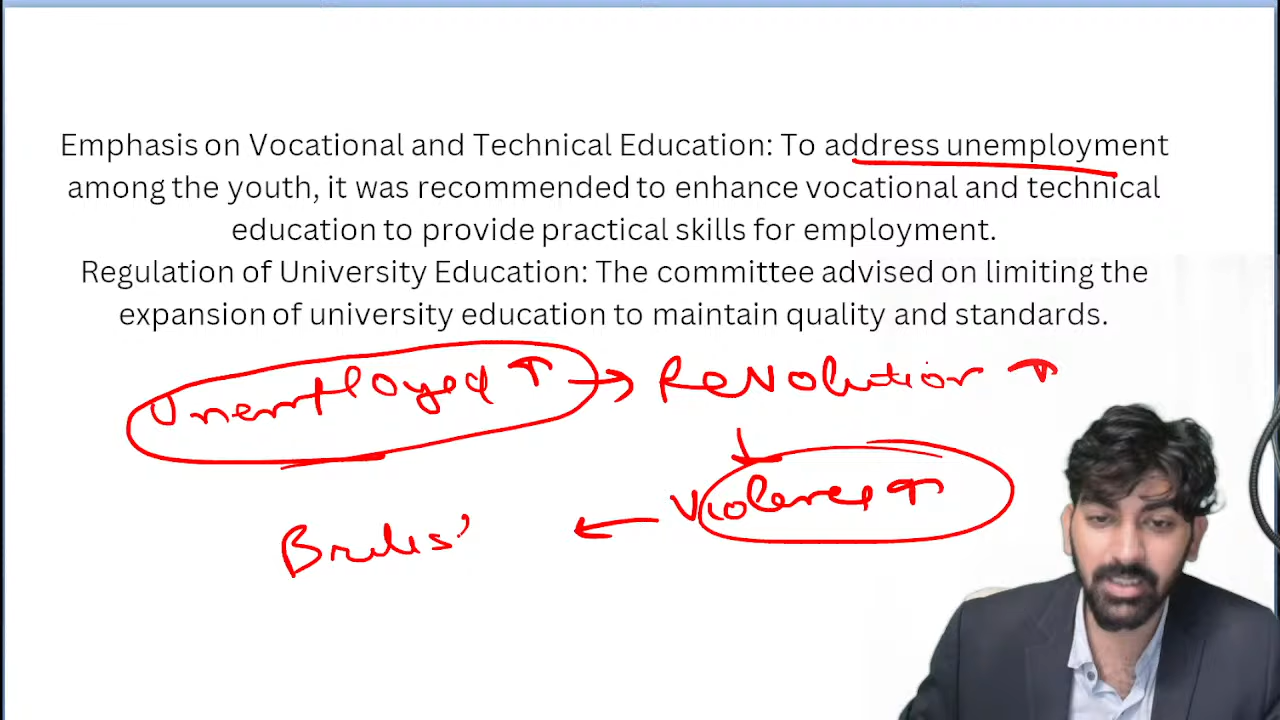 Emphasis on Vocational and Technical Education: To address unemployment
among the youth, it was recommended to enhance vocational and technical
education to provide practical skills for employment.
Regulation of University Education: The committee advised on limiting the
expansion of university education to maintain quality and standards.
Unemployed ↑ → Revolution ↑
↓
Violence ↑
←